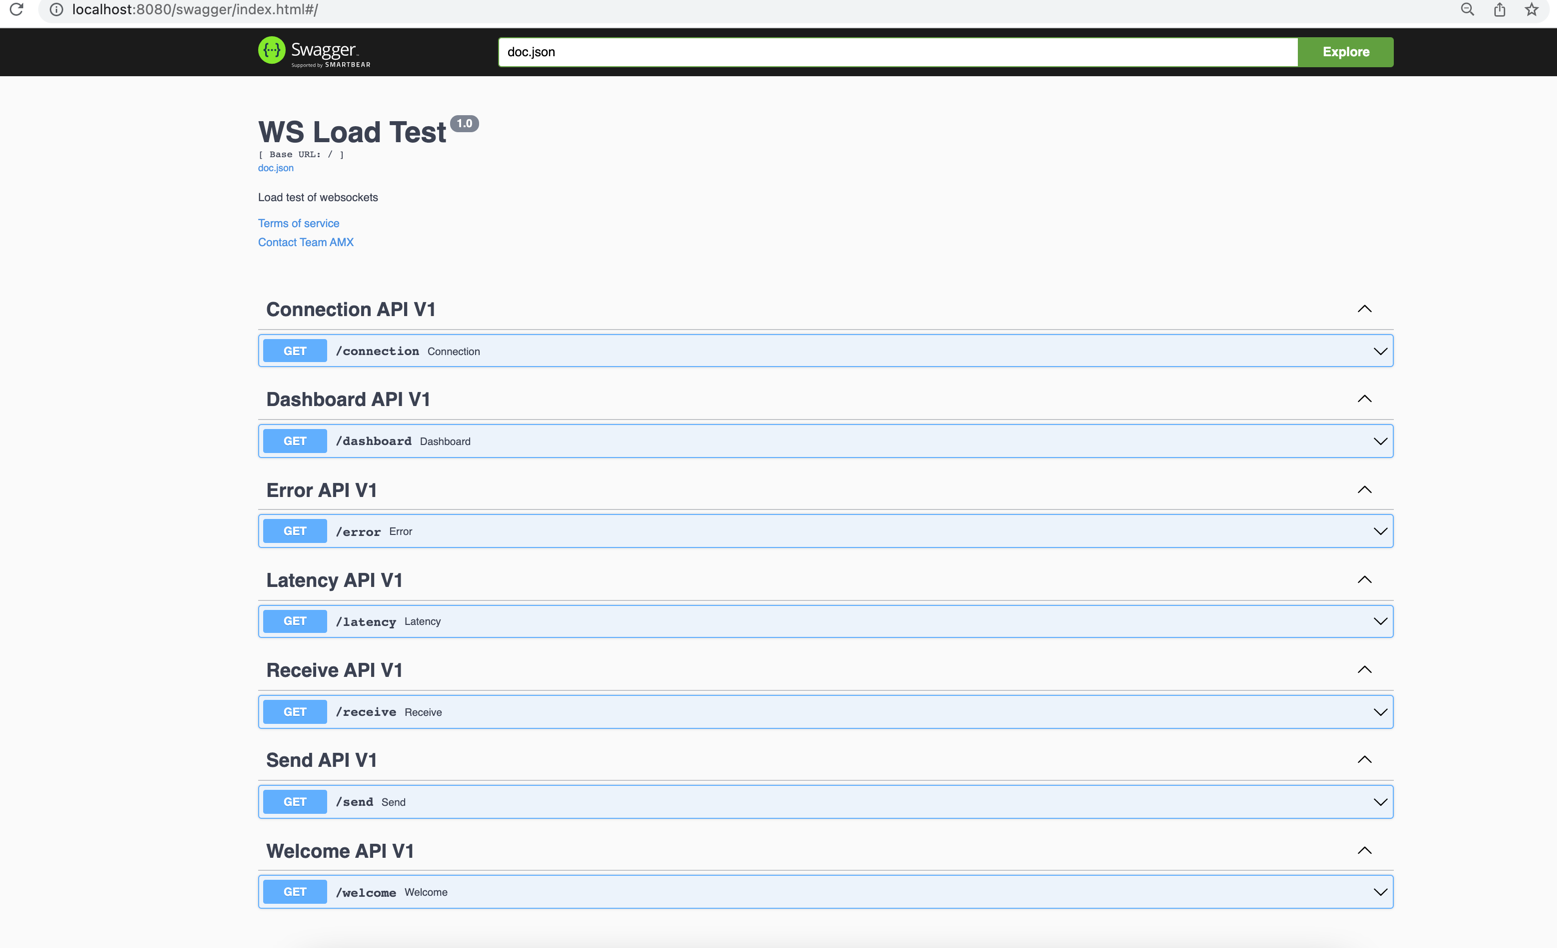 localhost:8080/swagger/index.html#/
{...} Swagger.
Supported by SMARTBEAR
doc.json
Explore
WS Load Test 1.0
[ Base URL: / ]
doc.json
Load test of websockets
Terms of service
Contact Team AMX
Connection API V1
GET /connection Connection
Dashboard API V1
GET /dashboard Dashboard
Error API V1
GET /error Error
Latency API V1
GET /latency Latency
Receive API V1
GET /receive Receive
Send API V1
GET /send Send
Welcome API V1
GET /welcome Welcome